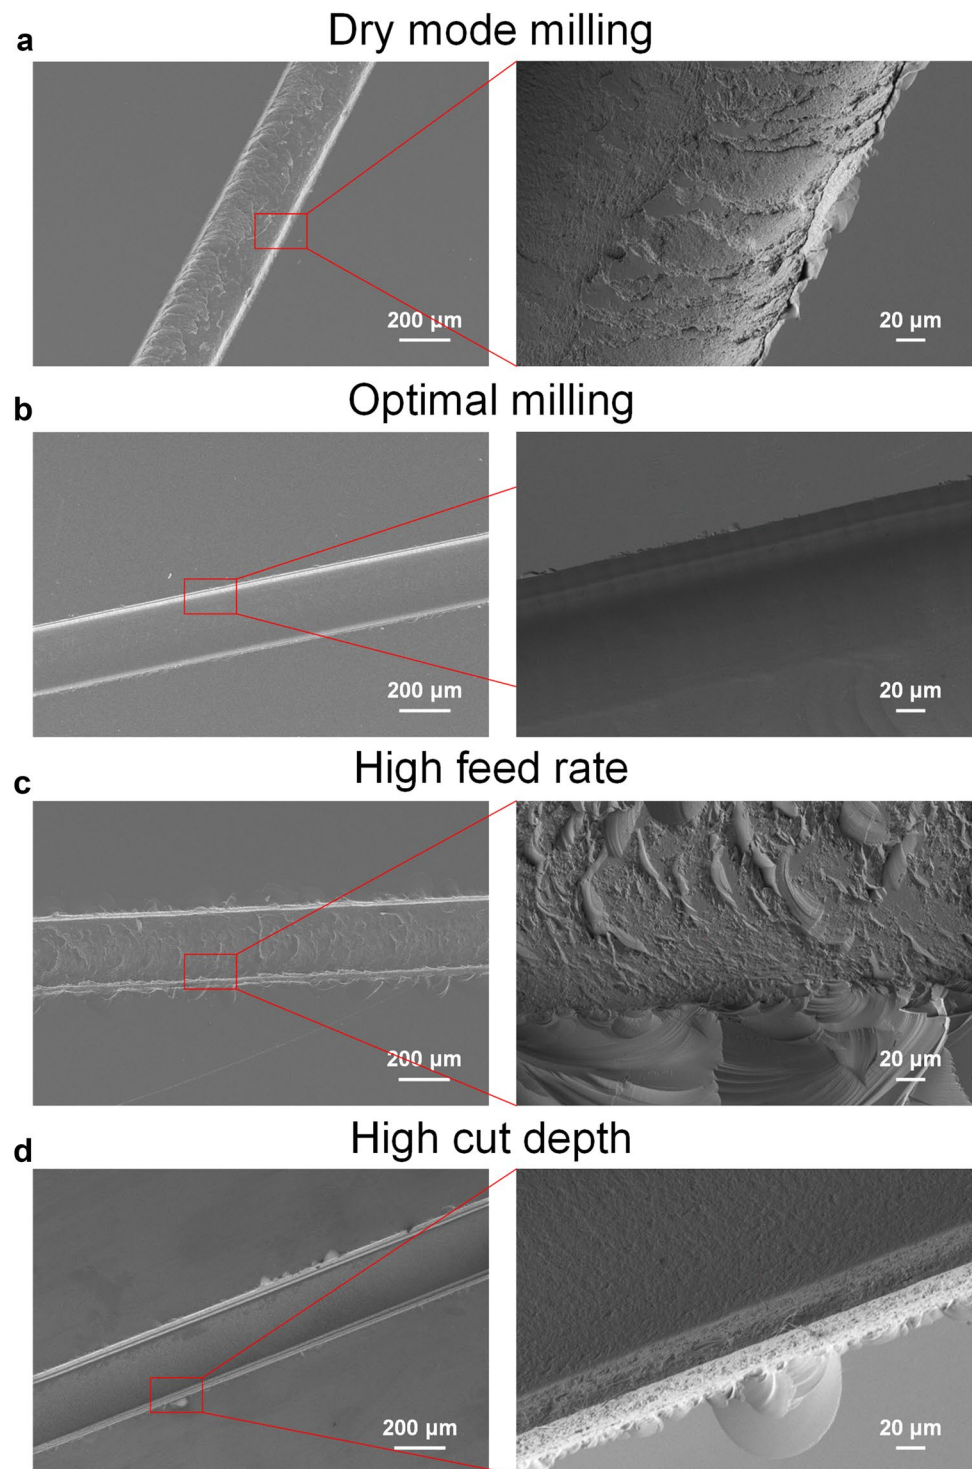 a
Dry mode milling
200 µm
20 µm
b
Optimal milling
200 µm
20 µm
c
High feed rate
200 µm
20 µm
d
High cut depth
200 µm
20 µm